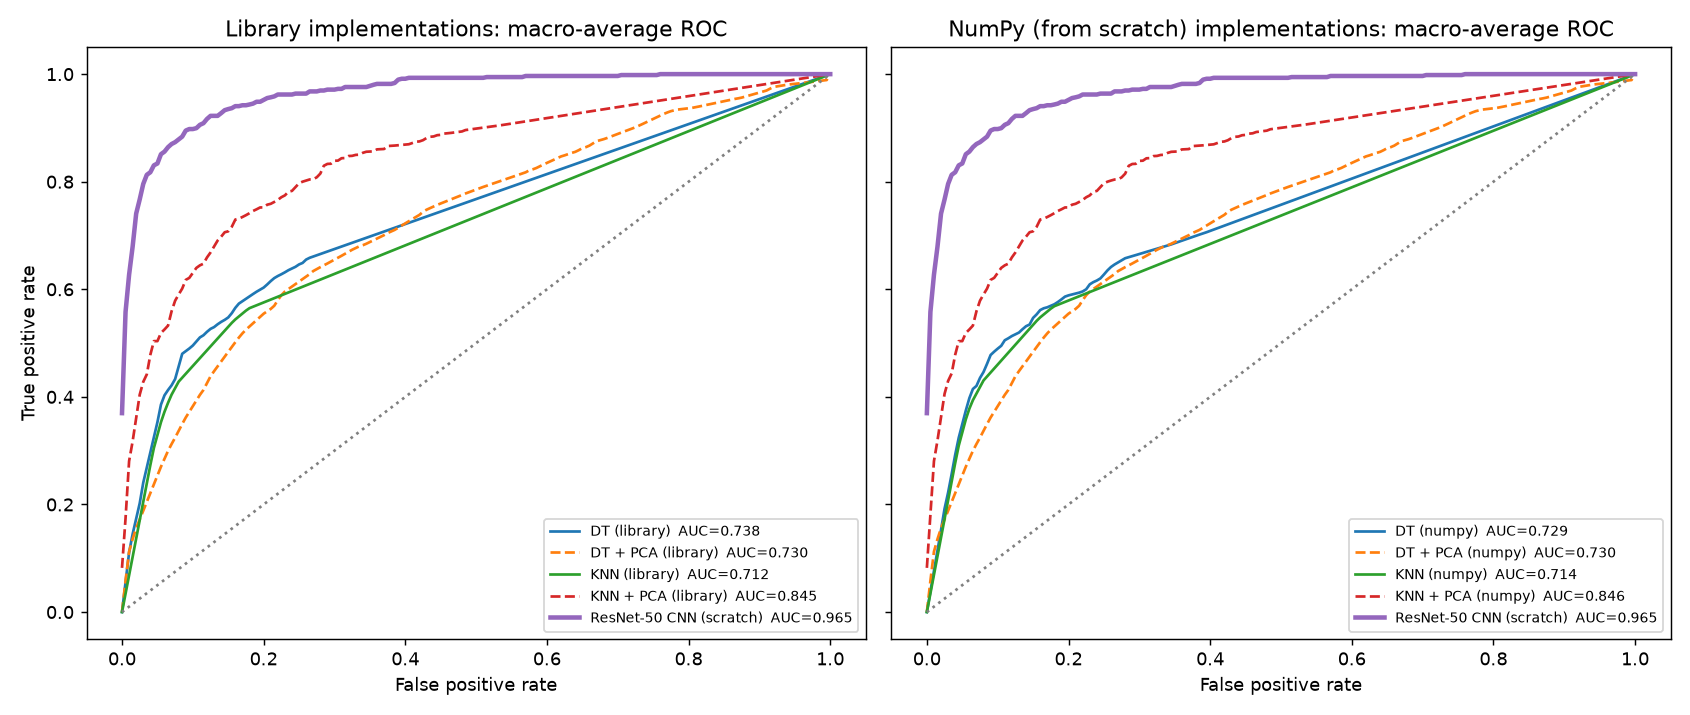 Library implementations: macro-average ROC
True positive rate
1.0
0.8
0.6
0.4
0.2
0.0
DT (library)  AUC=0.738
DT + PCA (library)  AUC=0.730
KNN (library)  AUC=0.712
KNN + PCA (library)  AUC=0.845
ResNet-50 CNN (scratch)  AUC=0.965
0.0 0.2 0.4 0.6 0.8 1.0
False positive rate
NumPy (from scratch) implementations: macro-average ROC
DT (numpy)  AUC=0.729
DT + PCA (numpy)  AUC=0.730
KNN (numpy)  AUC=0.714
KNN + PCA (numpy)  AUC=0.846
ResNet-50 CNN (scratch)  AUC=0.965
0.0 0.2 0.4 0.6 0.8 1.0
False positive rate